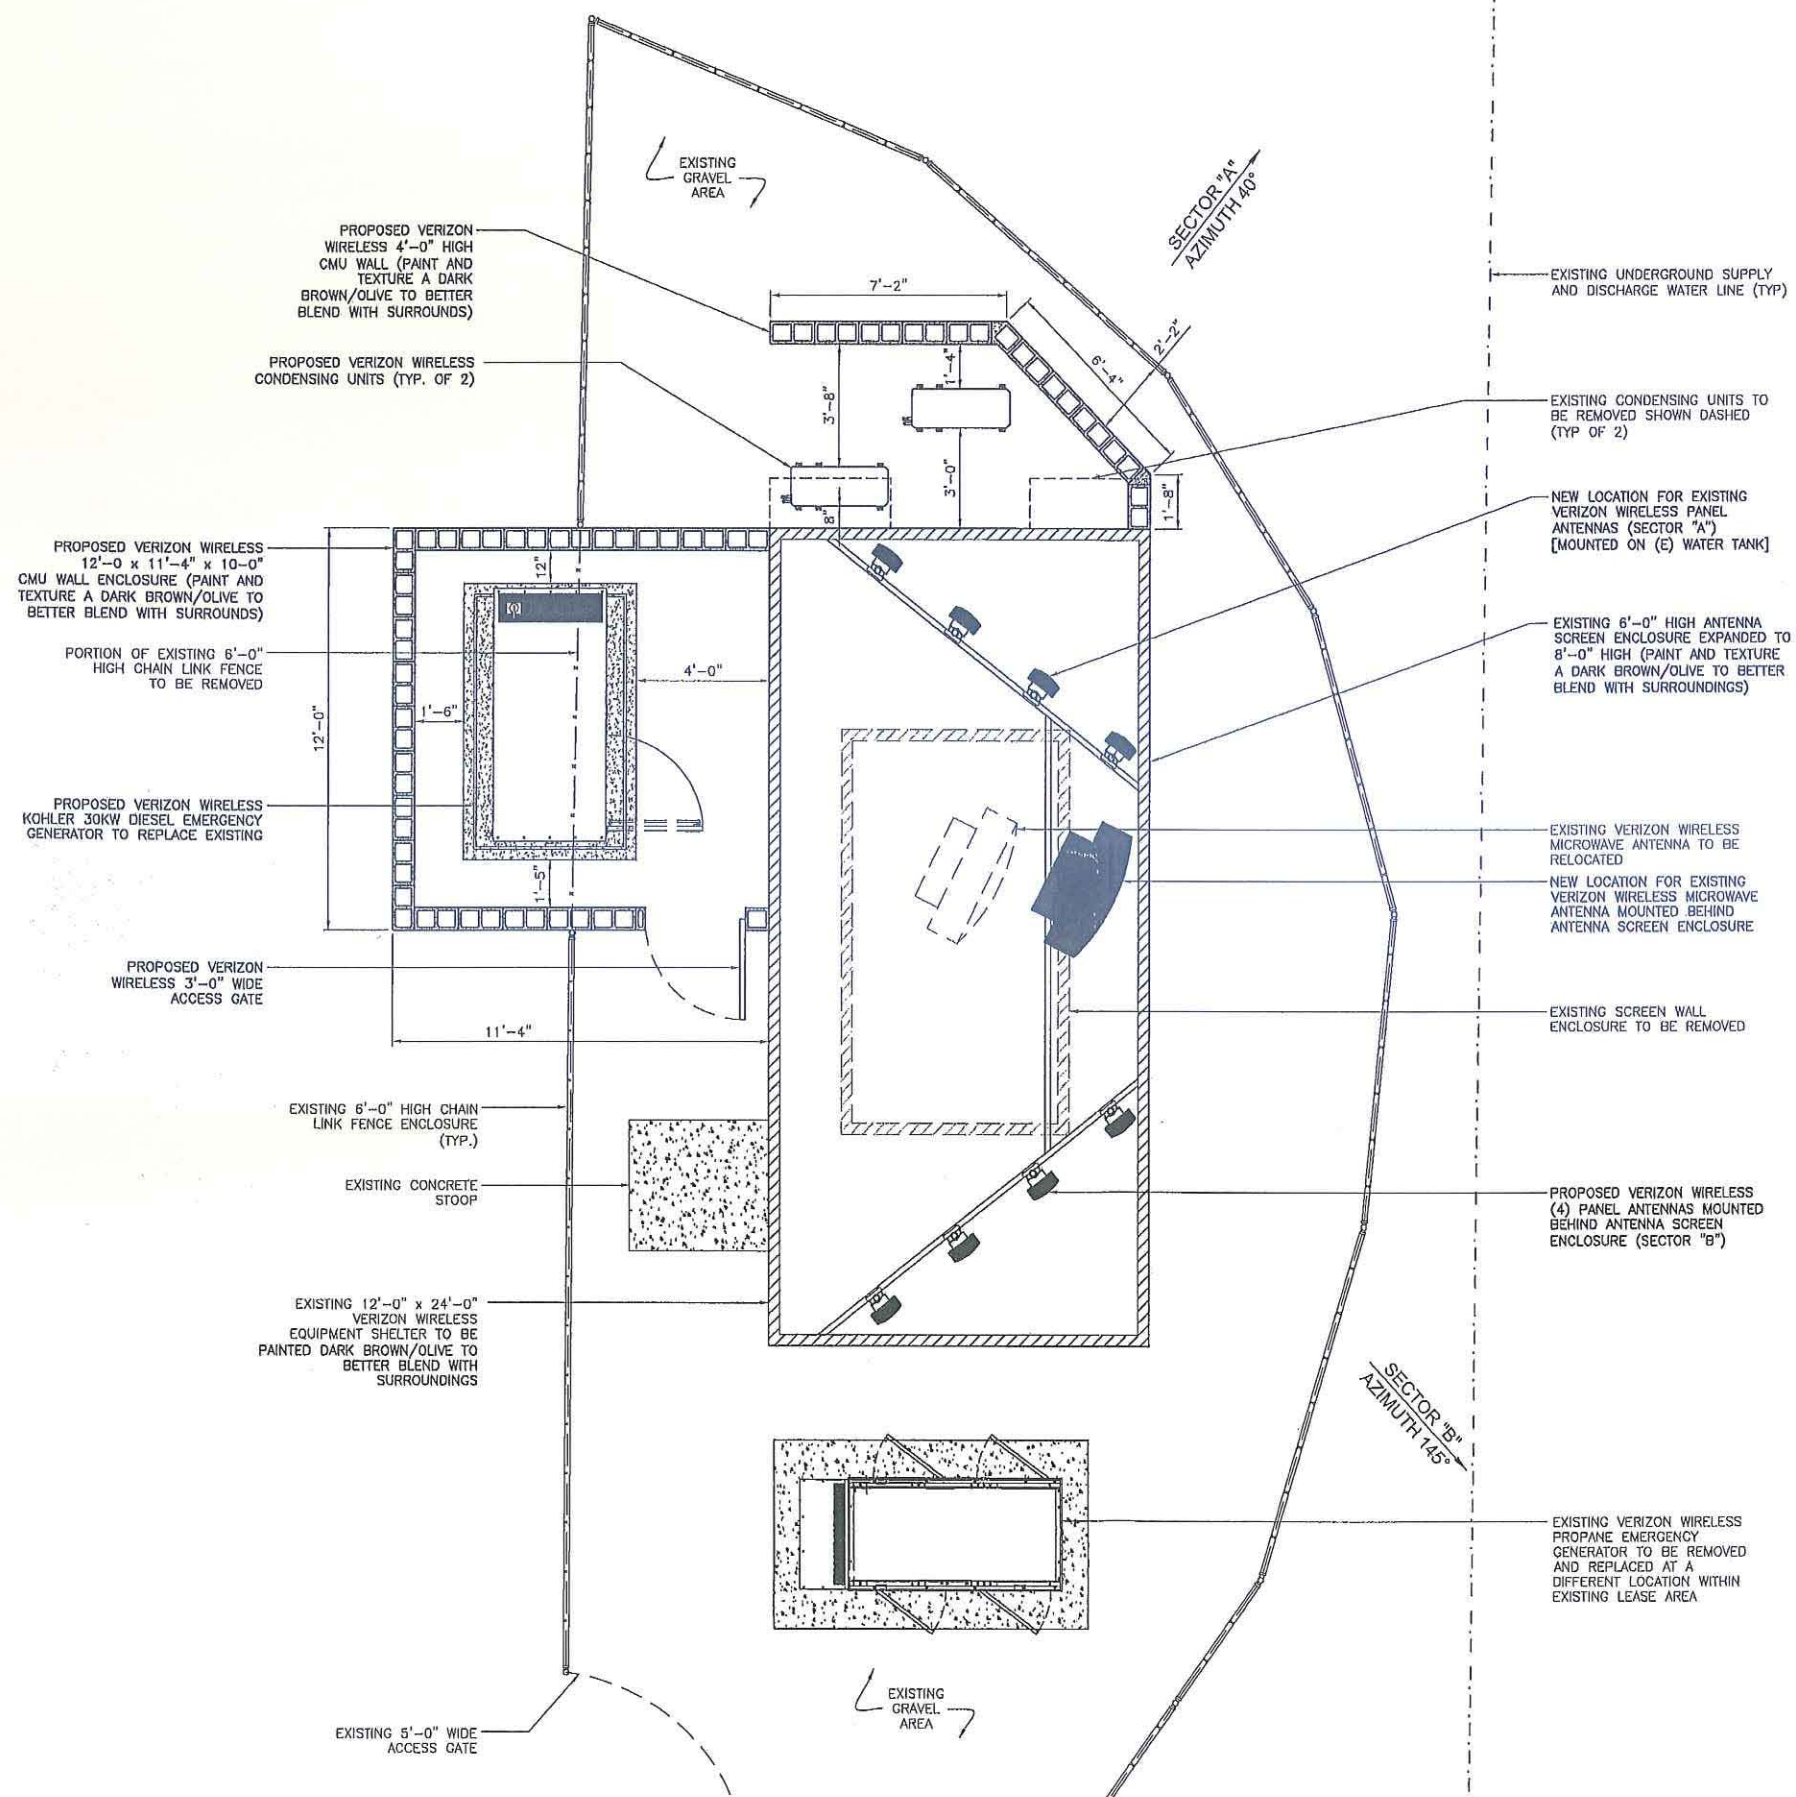 EXISTING
GRAVEL
AREA
SECTOR "A"
AZIMUTH 40°
PROPOSED VERIZON
WIRELESS 4'-0" HIGH
CMU WALL (PAINT AND
TEXTURE A DARK
BROWN/OLIVE TO BETTER
BLEND WITH SURROUNDS)
PROPOSED VERIZON WIRELESS
CONDENSING UNITS (TYP. OF 2)
7'-2"
6'-4"
2'-2"
1'-4"
3'-8"
3'-0"
8"
1'-8"
EXISTING UNDERGROUND SUPPLY
AND DISCHARGE WATER LINE (TYP)
EXISTING CONDENSING UNITS TO
BE REMOVED SHOWN DASHED
(TYP OF 2)
NEW LOCATION FOR EXISTING
VERIZON WIRELESS PANEL
ANTENNAS (SECTOR "A")
[MOUNTED ON (E) WATER TANK]
PROPOSED VERIZON WIRELESS
12'-0 x 11'-4" x 10-0"
CMU WALL ENCLOSURE (PAINT AND
TEXTURE A DARK BROWN/OLIVE TO
BETTER BLEND WITH SURROUNDS)
PORTION OF EXISTING 6'-0"
HIGH CHAIN LINK FENCE
TO BE REMOVED
12"
4'-0"
1'-6"
12'-0"
1'-5"
EXISTING 6'-0" HIGH ANTENNA
SCREEN ENCLOSURE EXPANDED TO
8'-0" HIGH (PAINT AND TEXTURE
A DARK BROWN/OLIVE TO BETTER
BLEND WITH SURROUNDINGS)
PROPOSED VERIZON WIRELESS
KOHLER 30KW DIESEL EMERGENCY
GENERATOR TO REPLACE EXISTING
EXISTING VERIZON WIRELESS
MICROWAVE ANTENNA TO BE
RELOCATED
NEW LOCATION FOR EXISTING
VERIZON WIRELESS MICROWAVE
ANTENNA MOUNTED BEHIND
ANTENNA SCREEN ENCLOSURE
PROPOSED VERIZON
WIRELESS 3'-0" WIDE
ACCESS GATE
11'-4"
EXISTING SCREEN WALL
ENCLOSURE TO BE REMOVED
EXISTING 6'-0" HIGH CHAIN
LINK FENCE ENCLOSURE
(TYP.)
EXISTING CONCRETE
STOOP
PROPOSED VERIZON WIRELESS
(4) PANEL ANTENNAS MOUNTED
BEHIND ANTENNA SCREEN
ENCLOSURE (SECTOR "B")
EXISTING 12'-0" x 24'-0"
VERIZON WIRELESS
EQUIPMENT SHELTER TO BE
PAINTED DARK BROWN/OLIVE TO
BETTER BLEND WITH
SURROUNDINGS
SECTOR "B"
AZIMUTH 145°
EXISTING VERIZON WIRELESS
PROPANE EMERGENCY
GENERATOR TO BE REMOVED
AND REPLACED AT A
DIFFERENT LOCATION WITHIN
EXISTING LEASE AREA
EXISTING
GRAVEL
AREA
EXISTING 5'-0" WIDE
ACCESS GATE